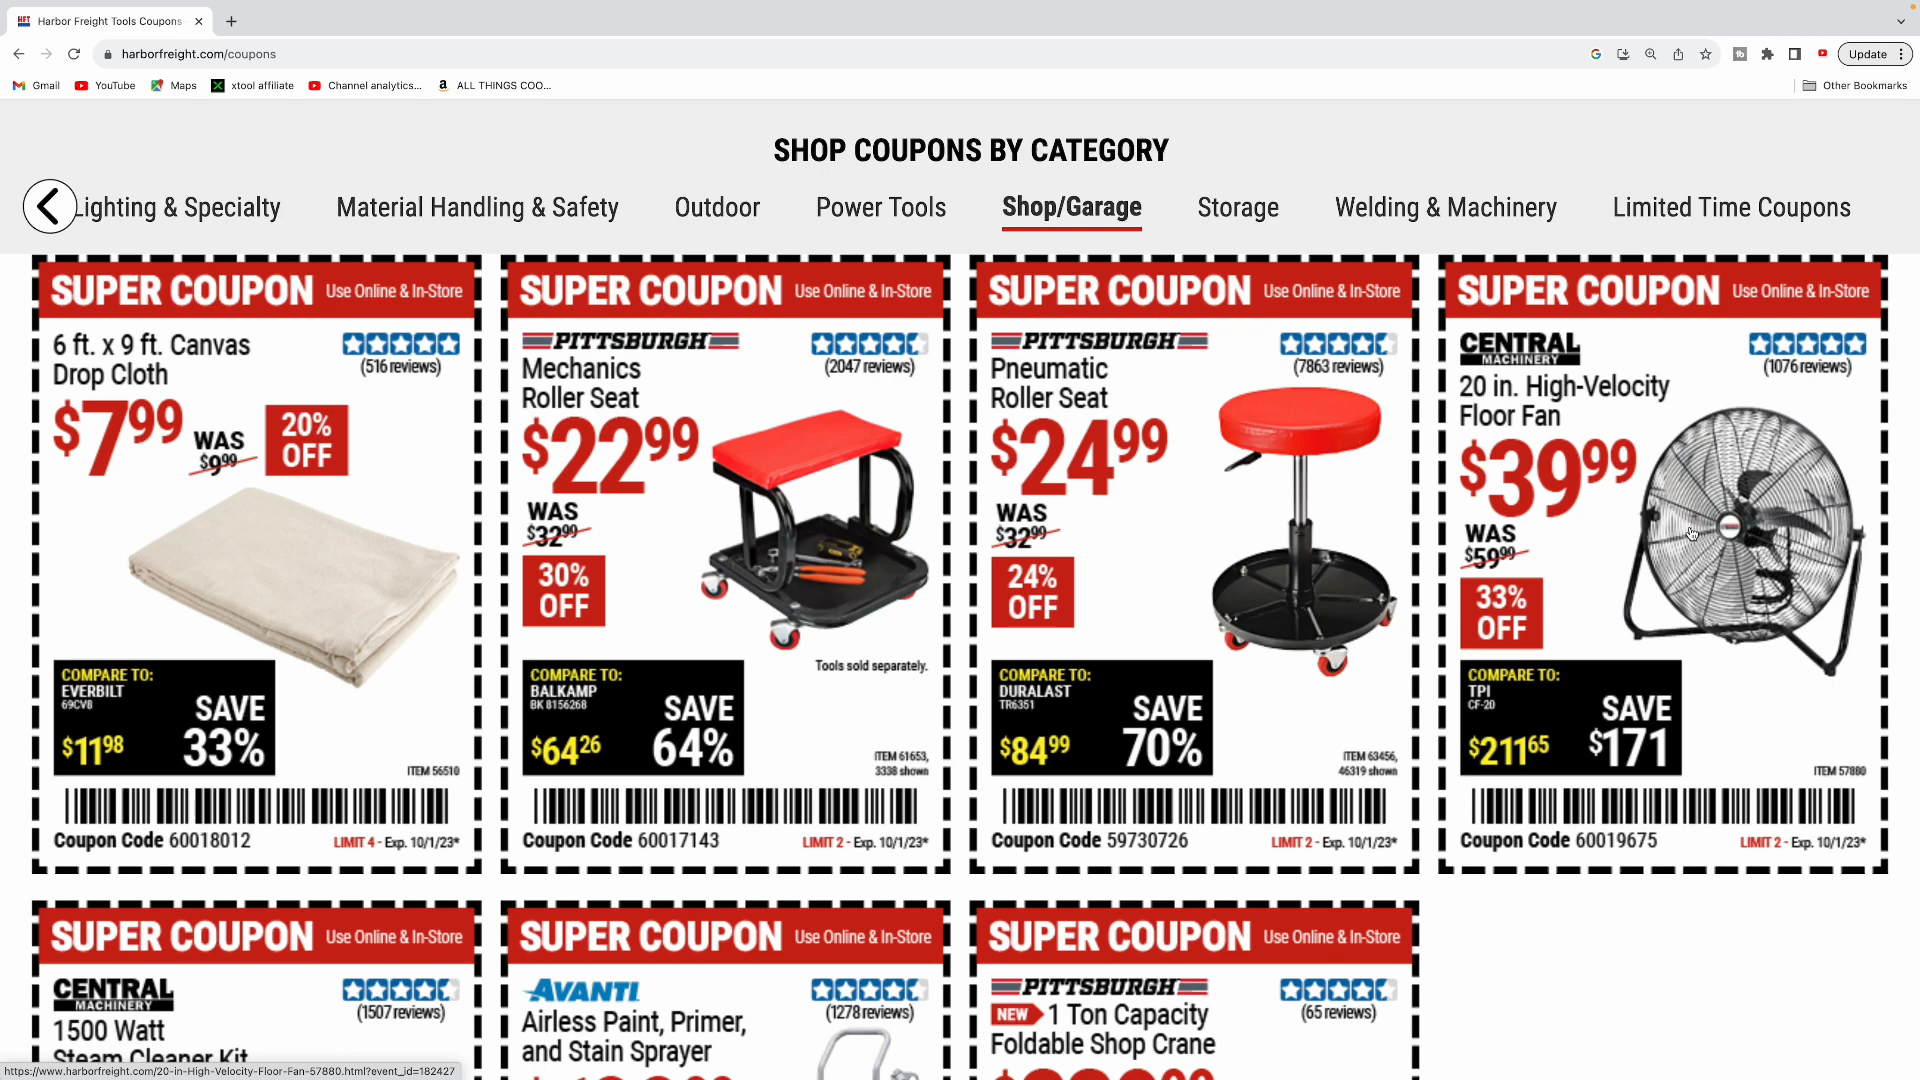 Harbor Freight Tools Coupons
harborfreight.com/coupons
Update
Gmail
YouTube
Maps
xtool affiliate
Channel analytics...
ALL THINGS COO...
Other Bookmarks
SHOP COUPONS BY CATEGORY
Lighting & Specialty
Material Handling & Safety
Outdoor
Power Tools
Shop/Garage
Storage
Welding & Machinery
Limited Time Coupons
SUPER COUPON Use Online & In-Store
6 ft. x 9 ft. Canvas
Drop Cloth
(516 reviews)
$7.99
WAS
$9.99
20%
OFF
COMPARE TO:
EVERBILT
69CV8
$11.98
SAVE
33%
ITEM 56510
Coupon Code 60018012
LIMIT 4 - Exp. 10/1/23*
SUPER COUPON Use Online & In-Store
PITTSBURGH
Mechanics
Roller Seat
(2047 reviews)
$22.99
WAS
$32.99
30%
OFF
Tools sold separately.
COMPARE TO:
BALKAMP
BK 8156268
$64.26
SAVE
64%
ITEM 61653,
3338 shown
Coupon Code 60017143
LIMIT 2 - Exp. 10/1/23*
SUPER COUPON Use Online & In-Store
PITTSBURGH
Pneumatic
Roller Seat
(7863 reviews)
$24.99
WAS
$32.99
24%
OFF
COMPARE TO:
DURALAST
TR6351
$84.99
SAVE
70%
ITEM 63456,
46319 shown
Coupon Code 59730726
LIMIT 2 - Exp. 10/1/23*
SUPER COUPON Use Online & In-Store
CENTRAL
MACHINERY
20 in. High-Velocity
Floor Fan
(1076 reviews)
$39.99
WAS
$59.99
33%
OFF
COMPARE TO:
TPI
CF-20
$211.65
SAVE
$171
ITEM 57880
Coupon Code 60019675
LIMIT 2 - Exp. 10/1/23*
SUPER COUPON Use Online & In-Store
CENTRAL
MACHINERY
1500 Watt
Steam Cleaner Kit
(1507 reviews)
SUPER COUPON Use Online & In-Store
AVANTI
Airless Paint, Primer,
and Stain Sprayer
(1278 reviews)
SUPER COUPON Use Online & In-Store
PITTSBURGH
NEW 1 Ton Capacity
Foldable Shop Crane
(65 reviews)
https://www.harborfreight.com/20-in-High-Velocity-Floor-Fan-57880.html?event_id=182427